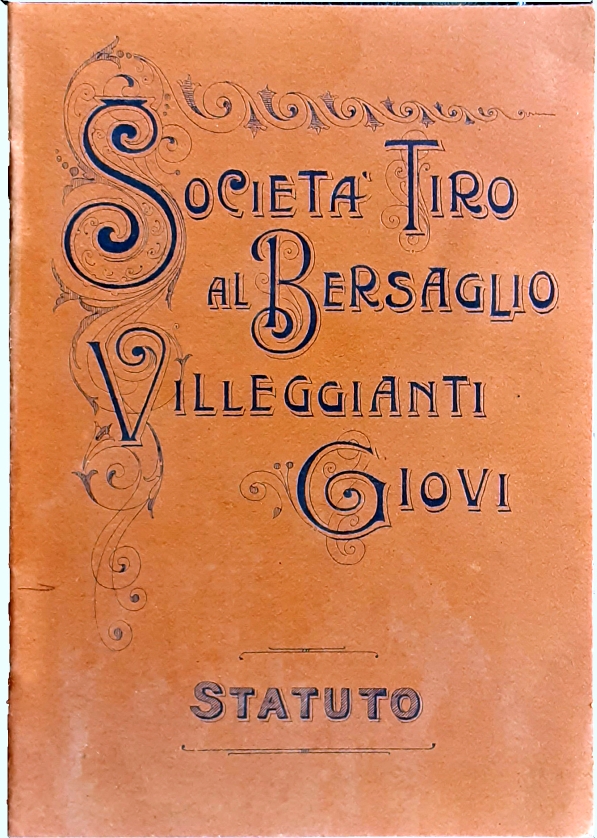 SOCIETA' TIRO
AL BERSAGLIO
VILLEGGIANTI
GIOVI
STATUTO